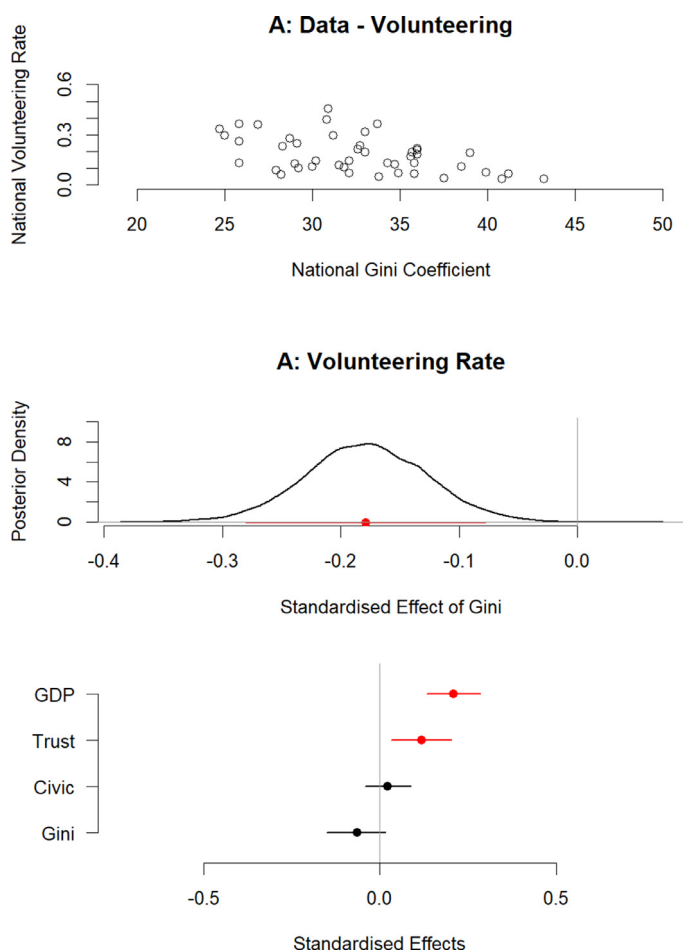 A: Data - Volunteering
National Volunteering Rate
0.6
0.3
0.0
20 25 30 35 40 45 50
National Gini Coefficient
A: Volunteering Rate
Posterior Density
8
4
0
-0.4 -0.3 -0.2 -0.1 0.0
Standardised Effect of Gini
GDP
Trust
Civic
Gini
-0.5 0.0 0.5
Standardised Effects